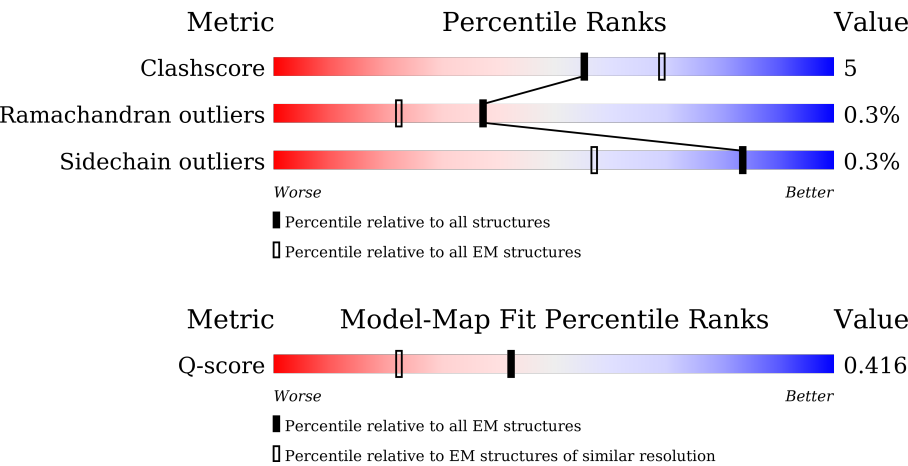 Metric Percentile Ranks Value
Clashscore 5
Ramachandran outliers 0.3%
Sidechain outliers 0.3%
Worse Better
Percentile relative to all structures
Percentile relative to all EM structures
Metric Model-Map Fit Percentile Ranks Value
Q-score 0.416
Worse Better
Percentile relative to all EM structures
Percentile relative to EM structures of similar resolution